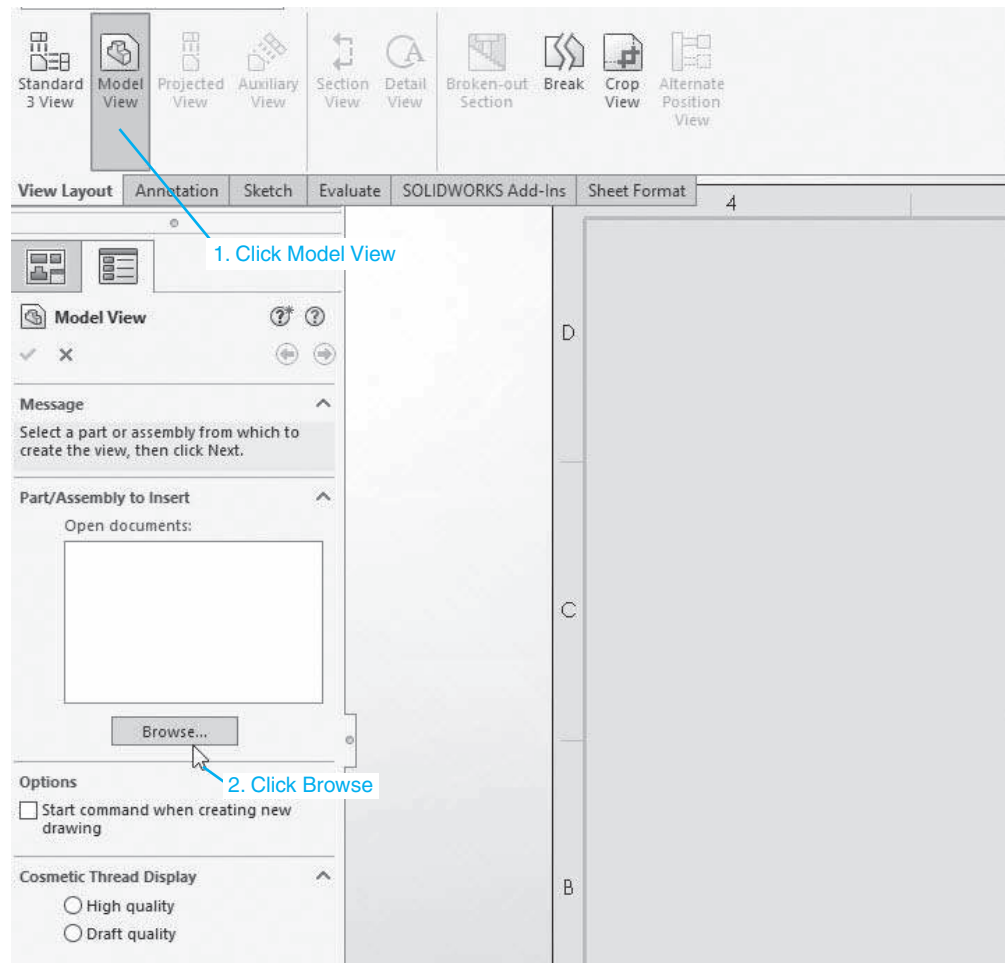 Standard
3 View
Model
View
Projected
View
Auxiliary
View
Section
View
Detail
View
Broken-out
Section
Break
Crop
View
Alternate
Position
View
View Layout
Annotation
Sketch
Evaluate
SOLIDWORKS Add-Ins
Sheet Format
4
1. Click Model View
Model View
D
Message
Select a part or assembly from which to
create the view, then click Next.
Part/Assembly to Insert
Open documents:
C
Browse...
2. Click Browse
Options
Start command when creating new
drawing
Cosmetic Thread Display
B
High quality
Draft quality